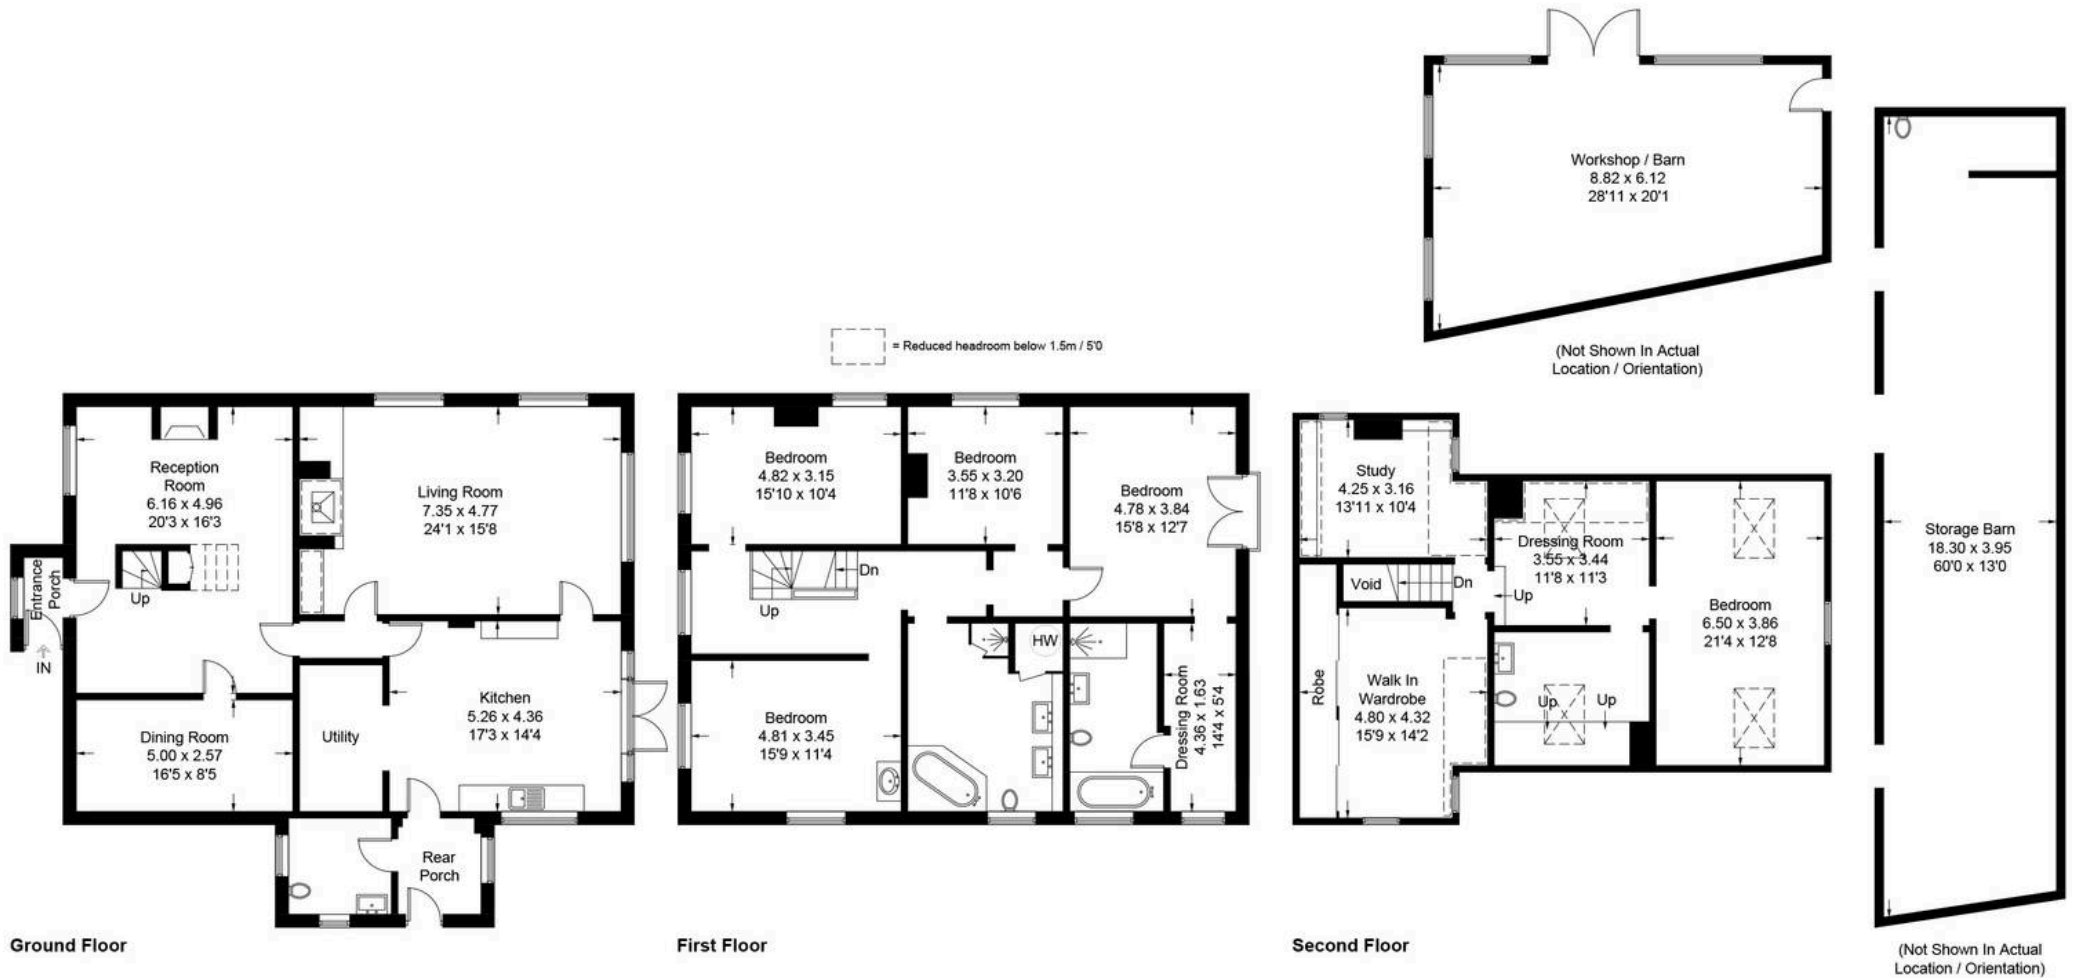 Workshop / Barn
8.82 x 6.12
28'11 x 20'1
(Not Shown In Actual
Location / Orientation)
= Reduced headroom below 1.5m / 5'0
Reception
Room
6.16 x 4.96
20'3 x 16'3
Living Room
7.35 x 4.77
24'1 x 15'8
Entrance
Porch
IN
Up
Dining Room
5.00 x 2.57
16'5 x 8'5
Utility
Kitchen
5.26 x 4.36
17'3 x 14'4
Rear
Porch
Ground Floor
Bedroom
4.82 x 3.15
15'10 x 10'4
Bedroom
3.55 x 3.20
11'8 x 10'6
Bedroom
4.78 x 3.84
15'8 x 12'7
Dn
Up
HW
Bedroom
4.81 x 3.45
15'9 x 11'4
Dressing Room
4.36 x 1.63
14'4 x 5'4
First Floor
Study
4.25 x 3.16
13'11 x 10'4
Void
Dn
Up
Dressing Room
3.55 x 3.44
11'8 x 11'3
Bedroom
6.50 x 3.86
21'4 x 12'8
Robe
Walk In
Wardrobe
4.80 x 4.32
15'9 x 14'2
Up
Up
Second Floor
Storage Barn
18.30 x 3.95
60'0 x 13'0
(Not Shown In Actual
Location / Orientation)